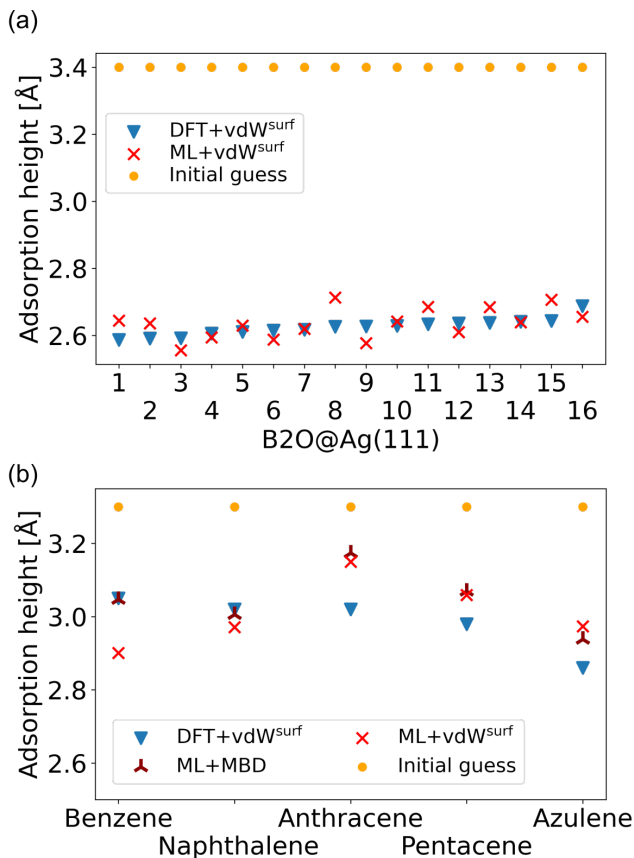 (a)
Adsorption height [Å]
3.4
3.2
3.0
2.8
2.6
DFT+vdWsurf
ML+vdWsurf
Initial guess
1 3 5 7 9 11 13 15
2 4 6 8 10 12 14 16
B2O@Ag(111)
(b)
Adsorption height [Å]
3.2
3.0
2.8
2.6
DFT+vdWsurf ML+vdWsurf
ML+MBD Initial guess
Benzene Anthracene Azulene
Naphthalene Pentacene